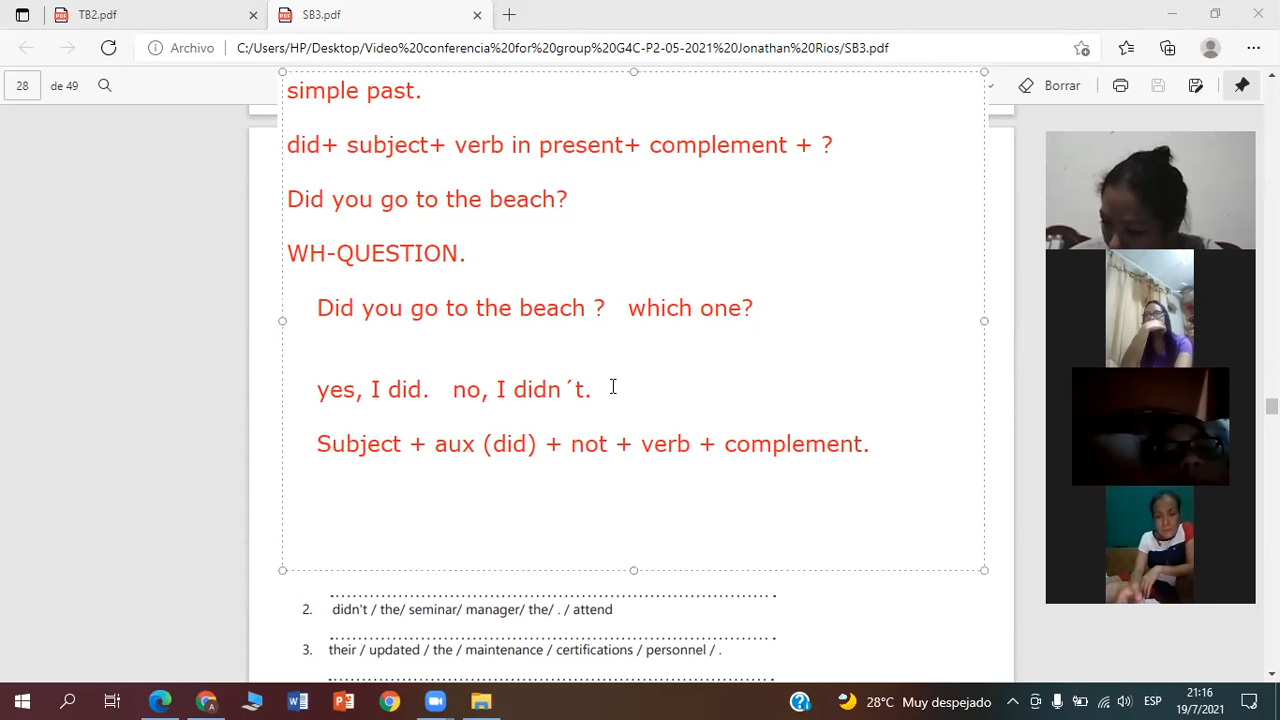 TB2.pdf
SB3.pdf
Archivo
C:/Users/HP/Desktop/Video%20conferencia%20for%20group%20G4C-P2-05-2021%20Jonathan%20Rios/SB3.pdf
28 de 49
Borrar
simple past.
did+ subject+ verb in present+ complement + ?
Did you go to the beach?
WH-QUESTION.
Did you go to the beach ? which one?
yes, I did. no, I didn´t.
Subject + aux (did) + not + verb + complement.
2. didn't / the/ seminar/ manager/ the/ . / attend
3. their / updated / the / maintenance / certifications / personnel / .
28°C Muy despejado
ESP
21:16
19/7/2021